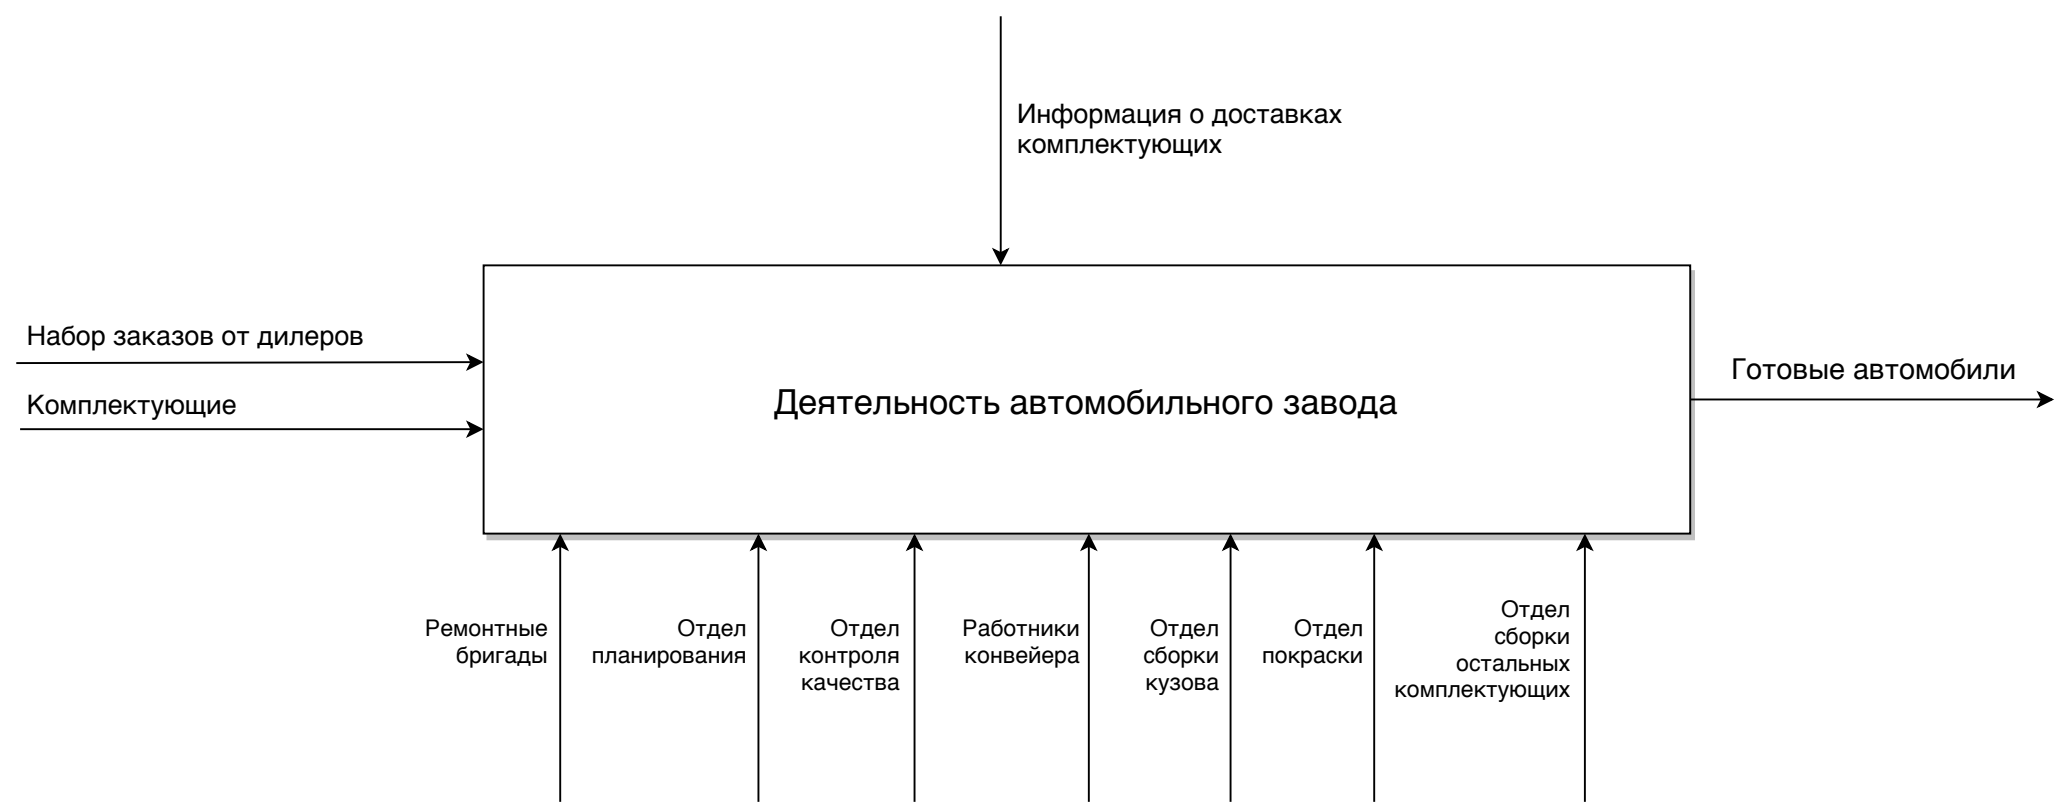 Информация о доставках
комплектующих
Набор заказов от дилеров
Комплектующие
Деятельность автомобильного завода
Готовые автомобили
Ремонтные
бригады
Отдел
планирования
Отдел
контроля
качества
Работники
конвейера
Отдел
сборки
кузова
Отдел
покраски
Отдел
сборки
остальных
комплектующих